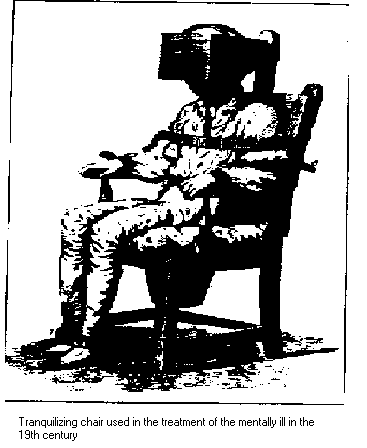 Tranquilizing chair used in the treatment of the mentally ill in the
19th century